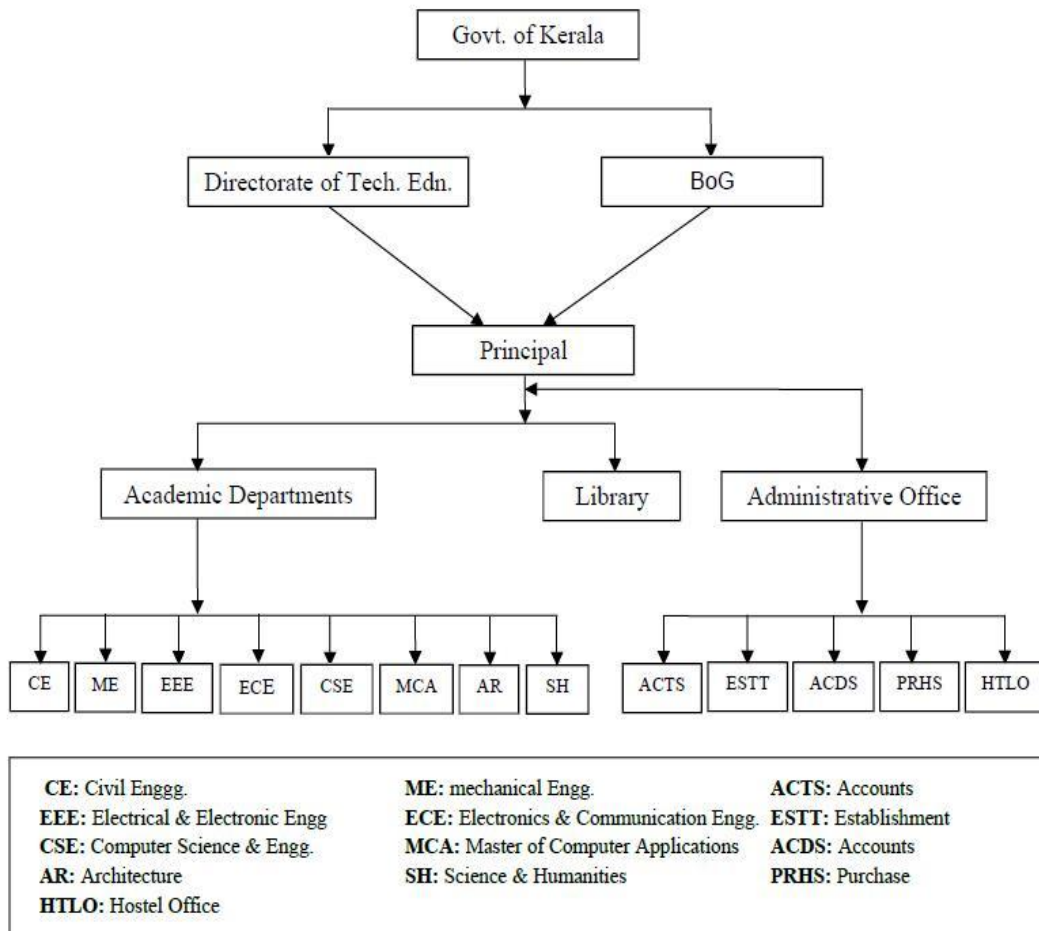 Govt. of Kerala
Directorate of Tech. Edn.
BoG
Principal
Academic Departments
Library
Administrative Office
CE
ME
EEE
ECE
CSE
MCA
AR
SH
ACTS
ESTT
ACDS
PRHS
HTLO
CE: Civil Enggg.
ME: mechanical Engg.
ACTS: Accounts
EEE: Electrical & Electronic Engg
ECE: Electronics & Communication Engg.
ESTT: Establishment
CSE: Computer Science & Engg.
MCA: Master of Computer Applications
ACDS: Accounts
AR: Architecture
SH: Science & Humanities
PRHS: Purchase
HTLO: Hostel Office